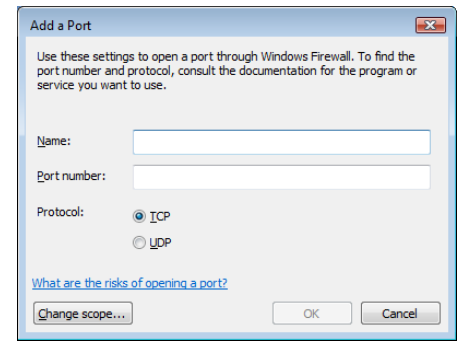 Add a Port
Use these settings to open a port through Windows Firewall. To find the
port number and protocol, consult the documentation for the program or
service you want to use.
Name:
Port number:
Protocol:
TCP
UDP
What are the risks of opening a port?
Change scope...
OK
Cancel